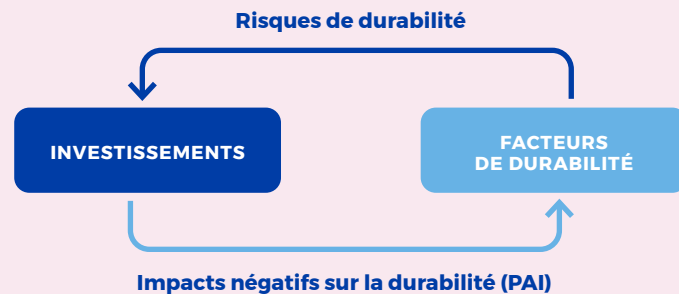 Risques de durabilité
INVESTISSEMENTS
FACTEURS
DE DURABILITÉ
Impacts négatifs sur la durabilité (PAI)